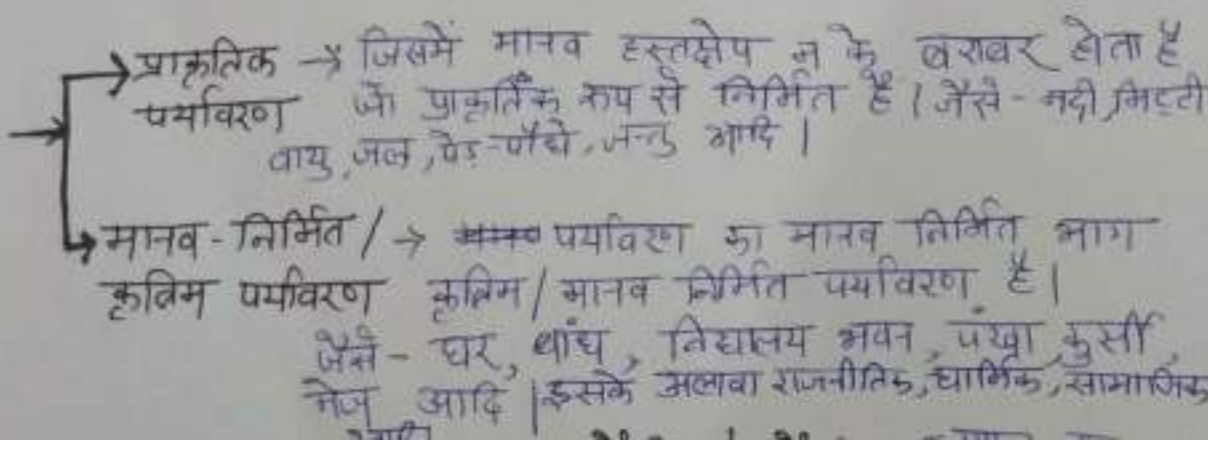 प्राकृतिक → जिसमें मानव हस्तक्षेप न के बराबर होता है
पर्यावरण जो प्राकृतिक रूप से निर्मित है। जैसे - नदी, मिट्टी
वायु, जल, पेड़-पौधे, जन्तु आदि।
मानव - निर्मित / → पर्यावरण का मानव निर्मित भाग
कृत्रिम पर्यावरण कृत्रिम / मानव निर्मित पर्यावरण है।
जैसे - घर, बांध, विद्यालय भवन, पंखा, कुर्सी,
मेज आदि। इसके अलावा राजनीतिक, धार्मिक, सामाजिक